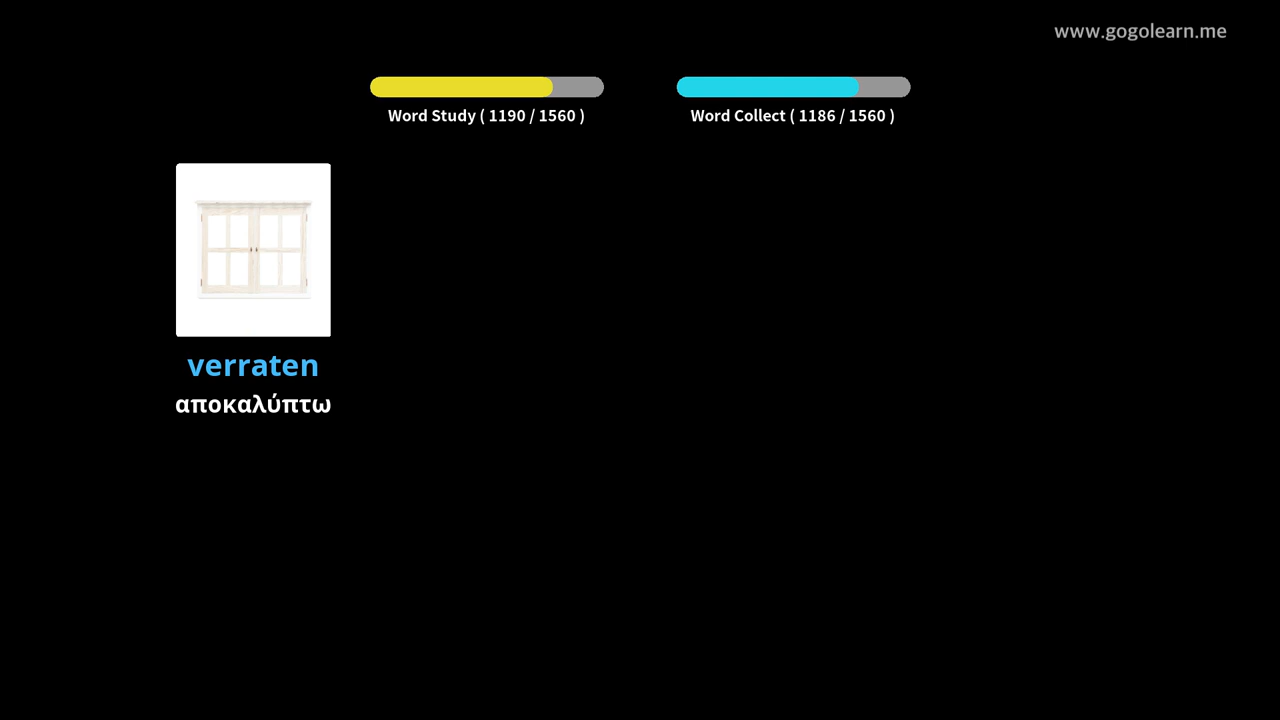 www.gogolearn.me
Word Study ( 1190 / 1560 )
Word Collect ( 1186 / 1560 )
verraten
αποκαλύπτω